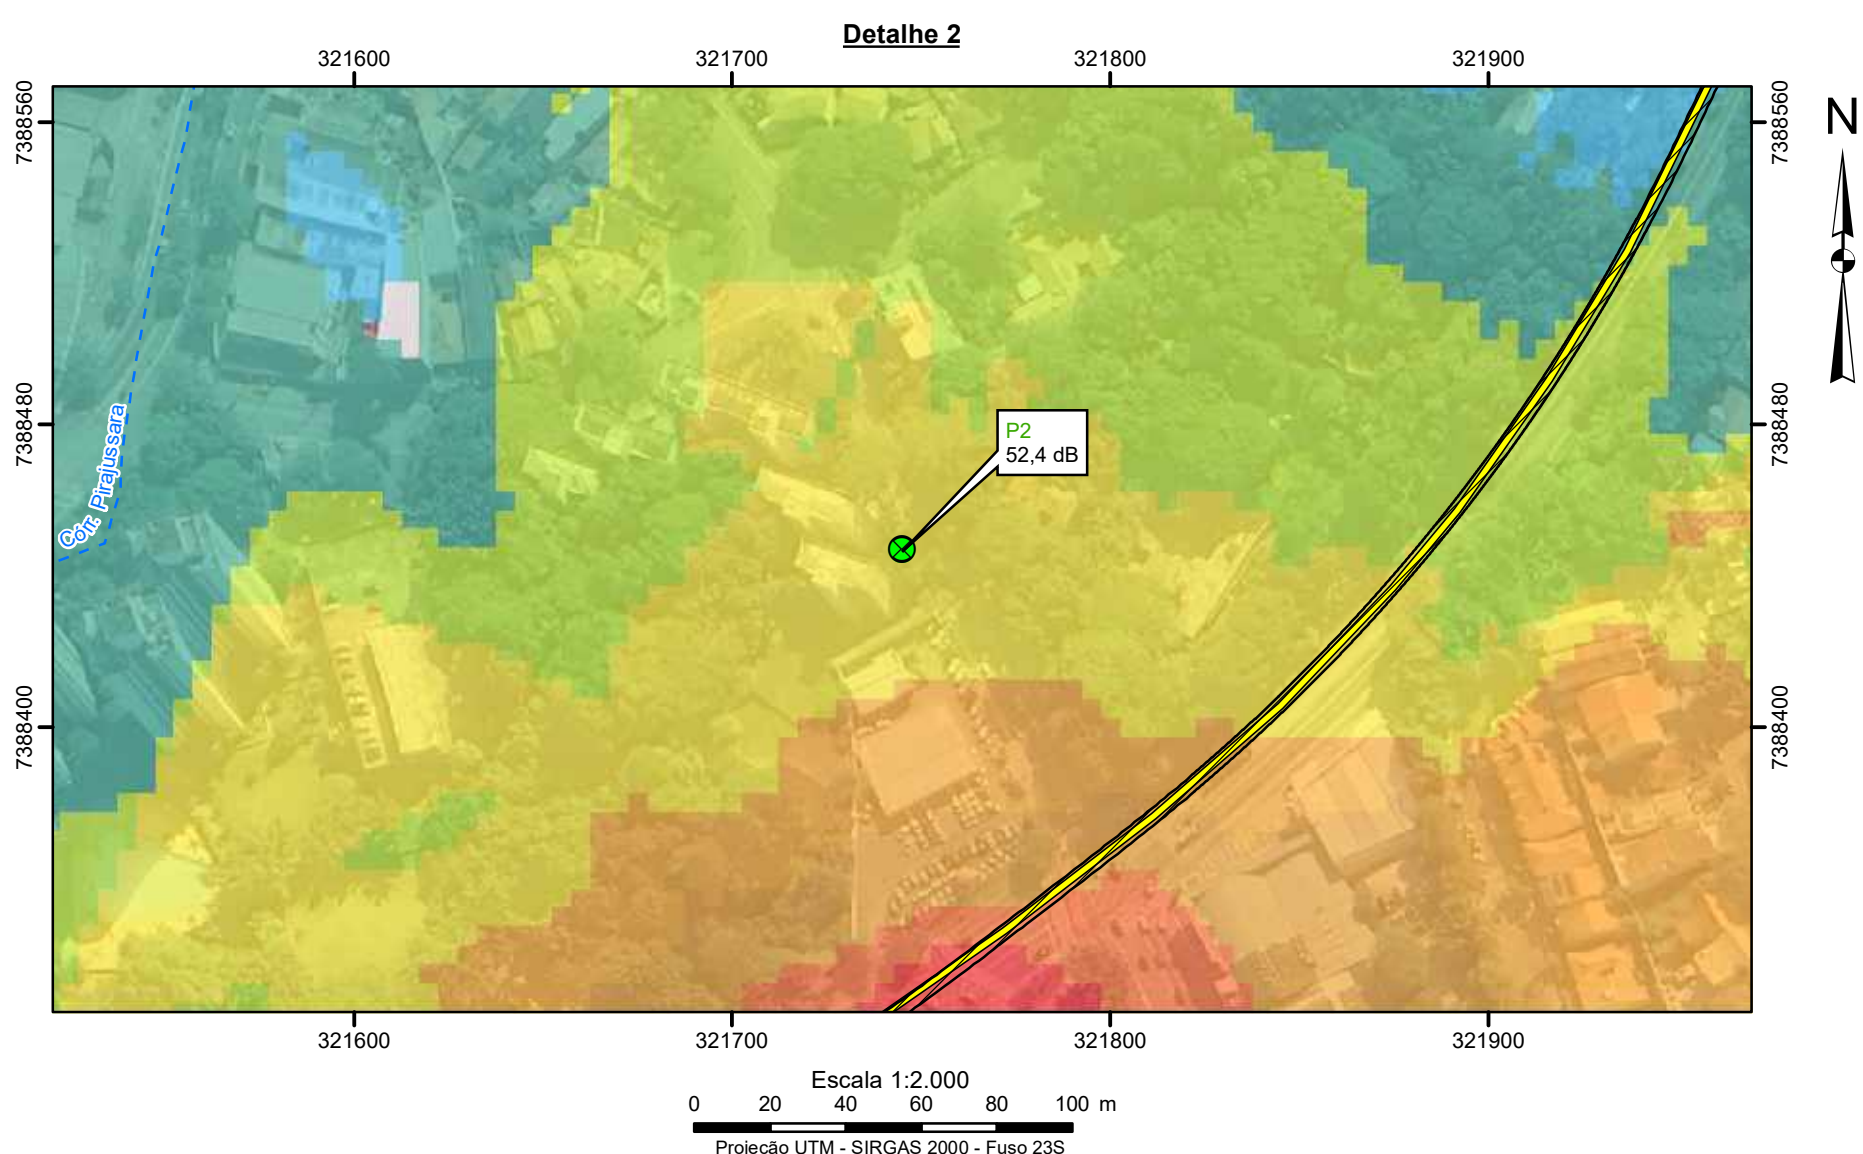 Detalhe 2
321600 321700 321800 321900
7388560 7388560
N
7388480 7388480
7388400 7388400
Córr. Pirajussara
P2
52,4 dB
321600 321700 321800 321900
Escala 1:2.000
0 20 40 60 80 100 m
Projecão UTM - SIRGAS 2000 - Fuso 23S